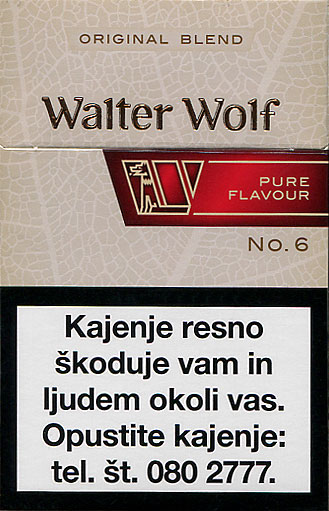 ORIGINAL BLEND
Walter Wolf
PURE
FLAVOUR
No. 6
Kajenje resno
škoduje vam in
ljudem okoli vas.
Opustite kajenje:
tel. št. 080 2777.